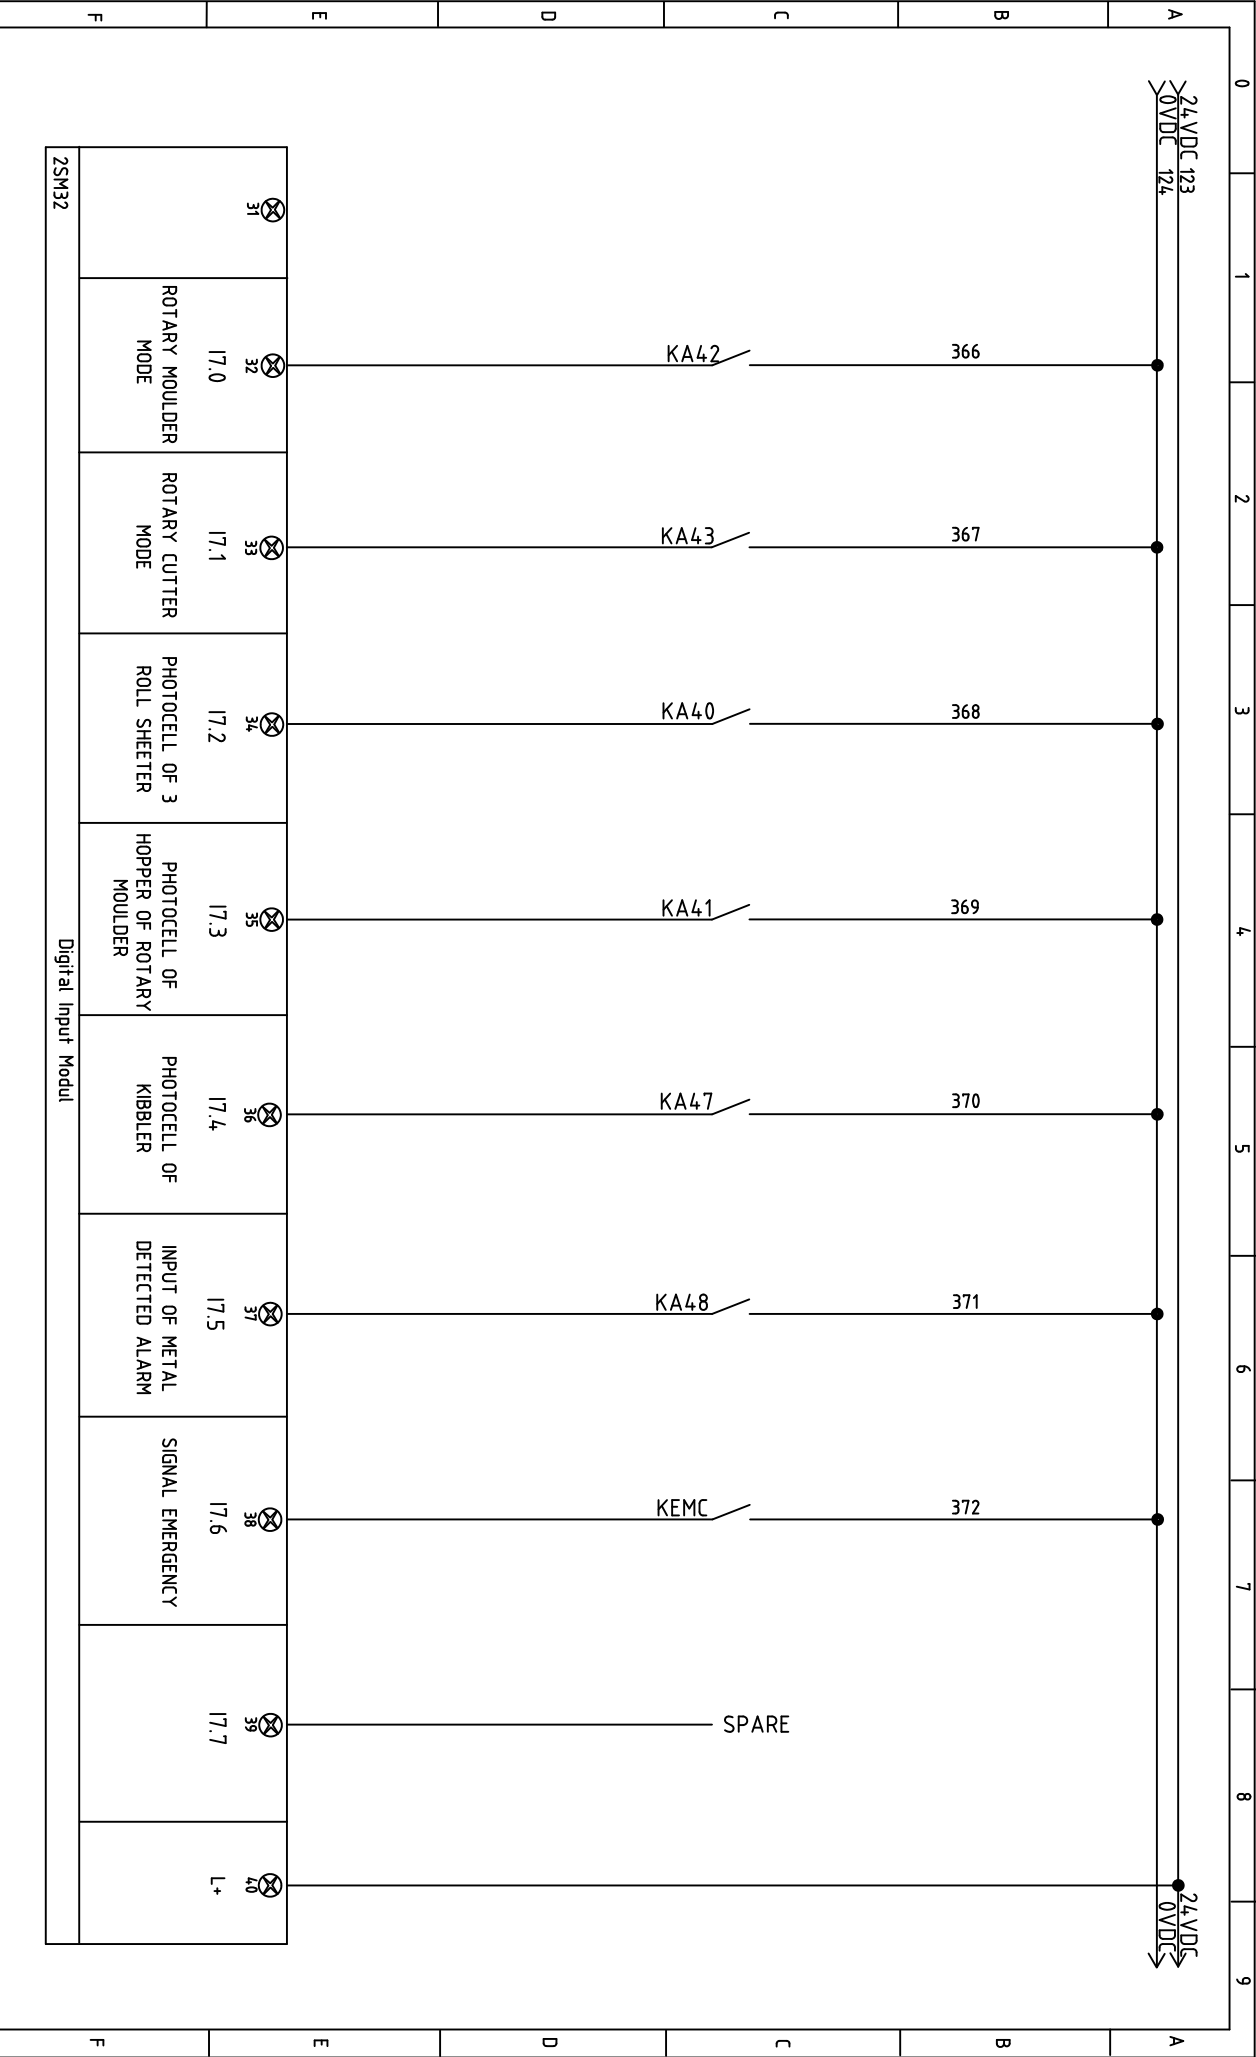 0
1
2
3
4
5
6
7
8
9
A
B
C
D
E
F
A
B
C
D
E
F
24VDC 123
0VDC 124
24VDC
0VDC
366
367
368
369
370
371
372
KA42
KA43
KA40
KA41
KA47
KA48
KEMC
SPARE
31
32
33
34
35
36
37
38
39
40
I7.0
I7.1
I7.2
I7.3
I7.4
I7.5
I7.6
I7.7
L+
ROTARY MOULDER
MODE
ROTARY CUTTER
MODE
PHOTOCELL OF 3
ROLL SHEETER
PHOTOCELL OF
HOPPER OF ROTARY
MOULDER
PHOTOCELL OF
KIBBLER
INPUT OF METAL
DETECTED ALARM
SIGNAL EMERGENCY
2SM32
Digital Input Modul